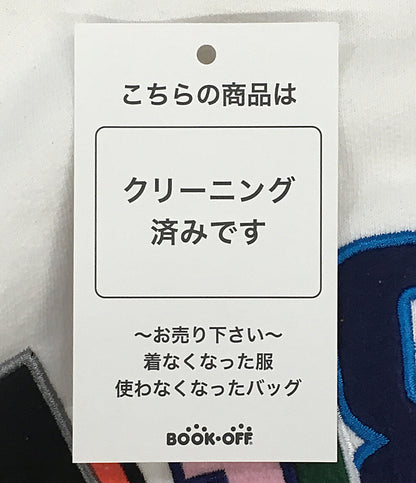 こちらの商品は
クリーニング
済みです
～お売り下さい～
着なくなった服
使わなくなったバッグ
BOOK·OFF